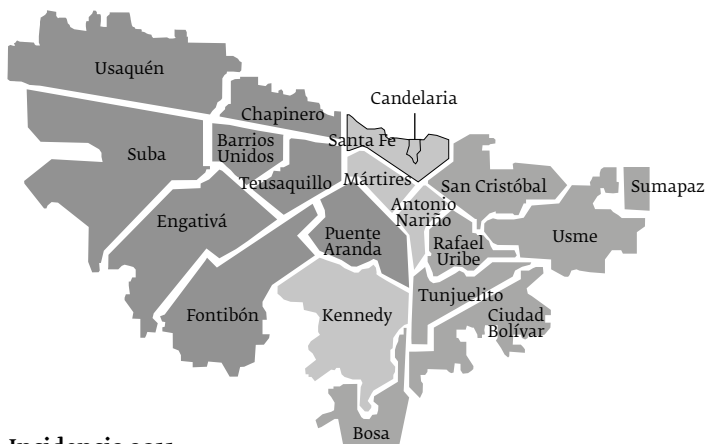 Usaquén
Candelaria
Chapinero
Santa Fe
Barrios
Unidos
Suba
Teusaquillo
Mártires
San Cristóbal
Sumapaz
Antonio
Nariño
Engativá
Puente
Aranda
Rafael
Uribe
Usme
Tunjuelito
Fontibón
Kennedy
Ciudad
Bolívar
Bosa